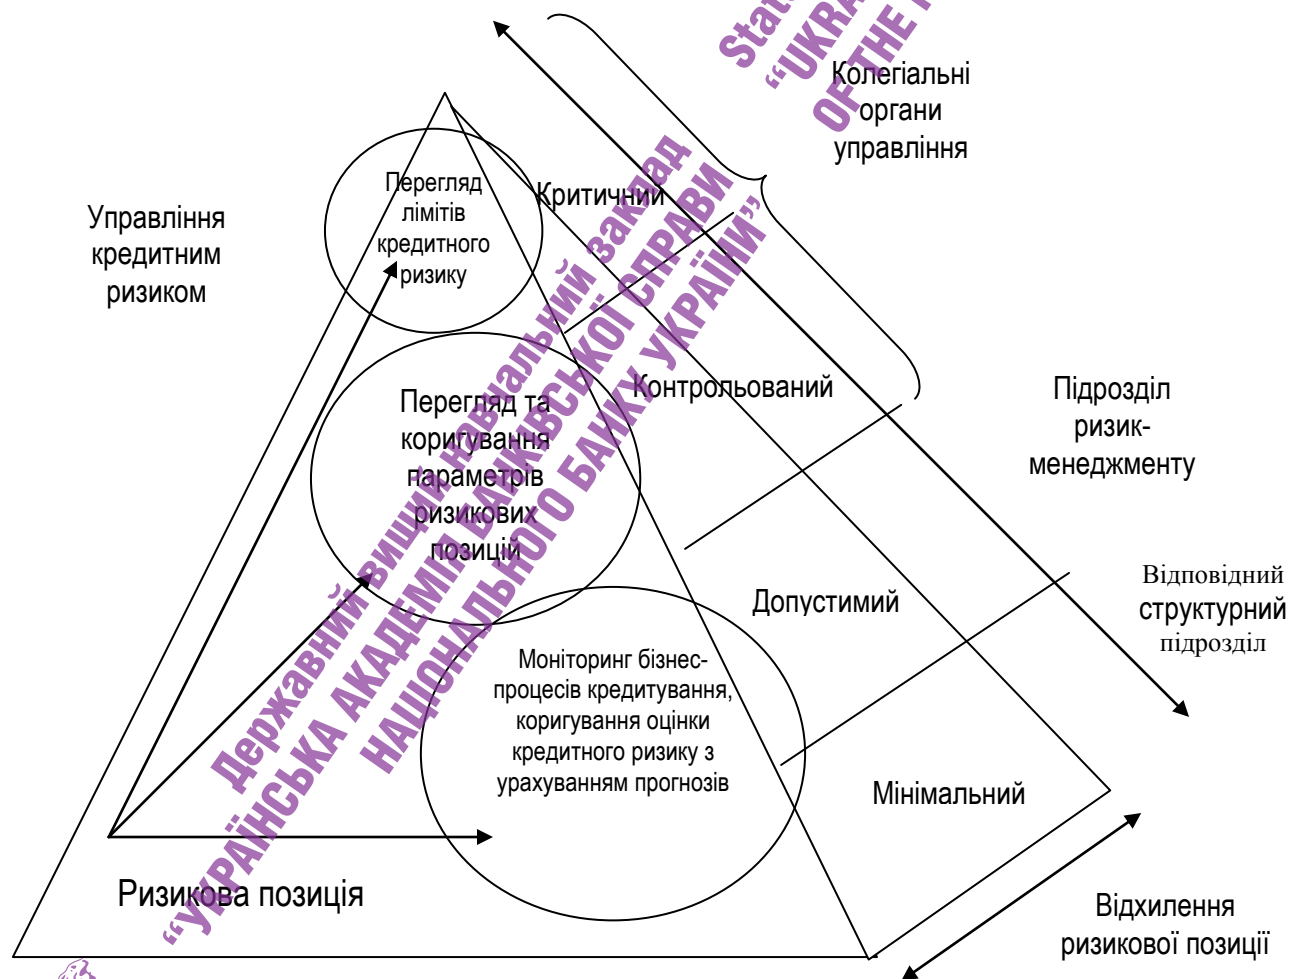 Колегіальні
органи
управління
Управління
кредитним
ризиком
Перегляд
лімітів
кредитного
ризику
Критичний
Перегляд та
коригування
параметрів
ризикових
позицій
Контрольований
Підрозділ
ризик-
менеджменту
Допустимий
Відповідний
структурний
підрозділ
Моніторинг бізнес-
процесів кредитування,
коригування оцінки
кредитного ризику з
урахуванням прогнозів
Мінімальний
Ризикова позиція
Відхилення
ризикової позиції
Державний вищий навчальний заклад
“УКРАЇНСЬКА АКАДЕМІЯ БАНКІВСЬКОЇ СПРАВИ
НАЦІОНАЛЬНОГО БАНКУ УКРАЇНИ”
OF THE